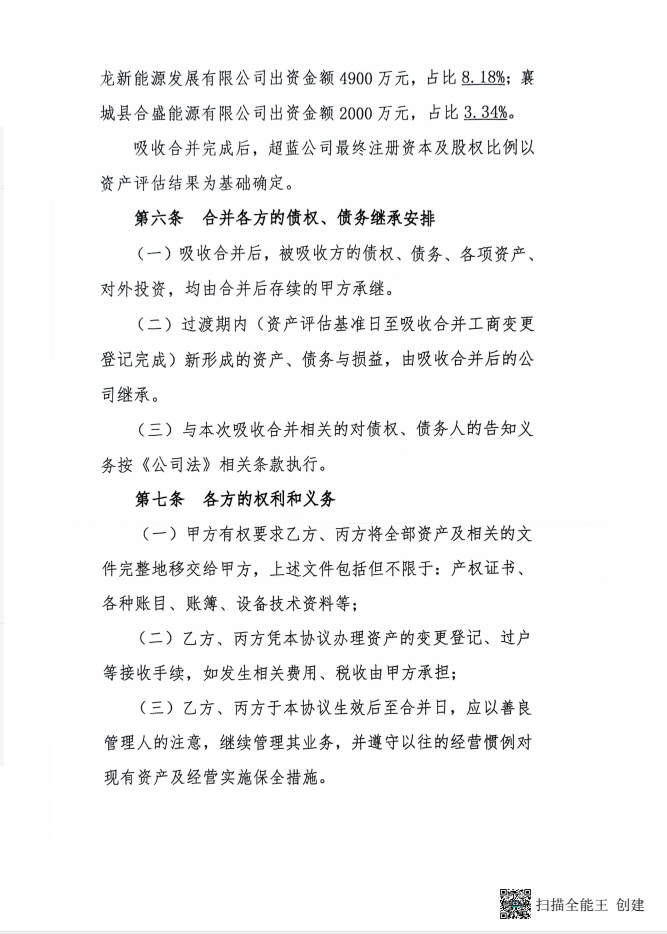 龙新能源发展有限公司出资金额 4900 万元，占比 8.18%；襄
城县合盛能源有限公司出资金额 2000 万元，占比 3.34%。
吸收合并完成后，超蓝公司最终注册资本及股权比例以
资产评估结果为基础确定。
第六条 合并各方的债权、债务继承安排
（一）吸收合并后，被吸收方的债权、债务、各项资产、
对外投资，均由合并后存续的甲方承继。
（二）过渡期内（资产评估基准日至吸收合并工商变更
登记完成）新形成的资产、债务与损益，由吸收合并后的公
司继承。
（三）与本次吸收合并相关的对债权、债务人的告知义
务按《公司法》相关条款执行。
第七条 各方的权利和义务
（一）甲方有权要求乙方、丙方将全部资产及相关的文
件完整地移交给甲方，上述文件包括但不限于：产权证书、
各种账目、账簿、设备技术资料等；
（二）乙方、丙方凭本协议办理资产的变更登记、过户
等接收手续，如发生相关费用、税收由甲方承担；
（三）乙方、丙方于本协议生效后至合并日，应以善良
管理人的注意，继续管理其业务，并遵守以往的经营惯例对
现有资产及经营实施保全措施。
扫描全能王 创建